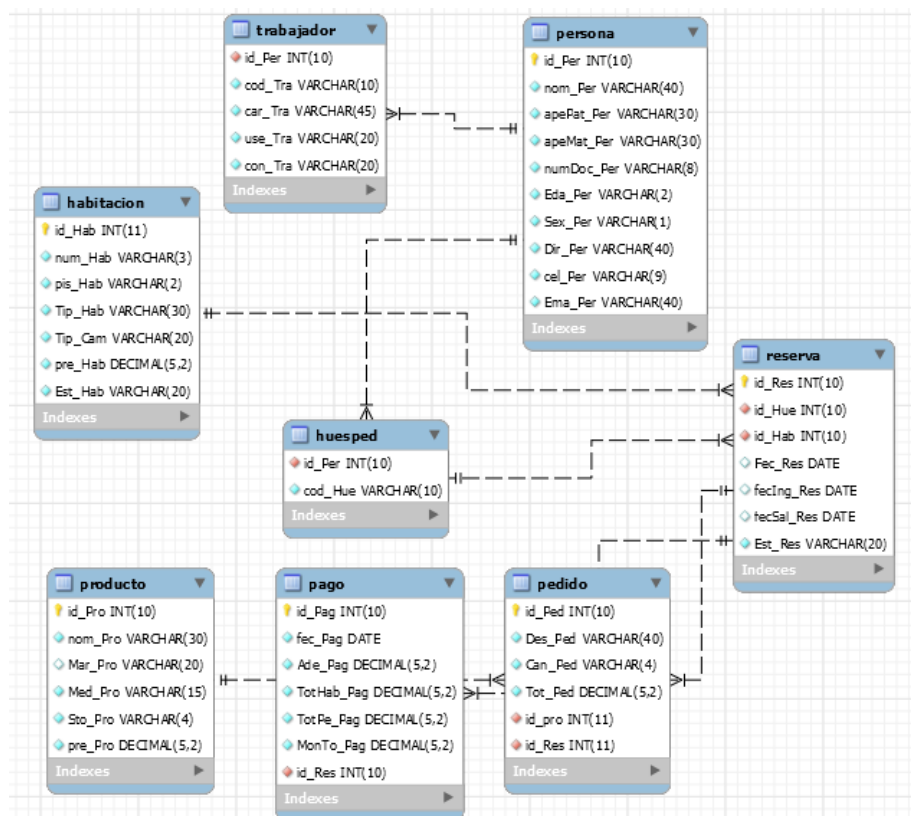 trabajador
id_Per INT(10)
cod_Tra VARCHAR(10)
car_Tra VARCHAR(45)
use_Tra VARCHAR(20)
con_Tra VARCHAR(20)
Indexes
persona
id_Per INT(10)
nom_Per VARCHAR(40)
apePat_Per VARCHAR(30)
apeMat_Per VARCHAR(30)
numDoc_Per VARCHAR(8)
Eda_Per VARCHAR(2)
Sex_Per VARCHAR(1)
Dir_Per VARCHAR(40)
cel_Per VARCHAR(9)
Ema_Per VARCHAR(40)
Indexes
habitacion
id_Hab INT(11)
num_Hab VARCHAR(3)
pis_Hab VARCHAR(2)
Tip_Hab VARCHAR(30)
Tip_Cam VARCHAR(20)
pre_Hab DECIMAL(5,2)
Est_Hab VARCHAR(20)
Indexes
reserva
id_Res INT(10)
id_Hue INT(10)
id_Hab INT(10)
Fec_Res DATE
fecIng_Res DATE
fecSal_Res DATE
Est_Res VARCHAR(20)
Indexes
huesped
id_Per INT(10)
cod_Hue VARCHAR(10)
Indexes
producto
id_Pro INT(10)
nom_Pro VARCHAR(30)
Mar_Pro VARCHAR(20)
Med_Pro VARCHAR(15)
Sto_Pro VARCHAR(4)
pre_Pro DECIMAL(5,2)
Indexes
pago
id_Pag INT(10)
fec_Pag DATE
Ade_Pag DECIMAL(5,2)
TotHab_Pag DECIMAL(5,2)
TotPe_Pag DECIMAL(5,2)
MonTo_Pag DECIMAL(5,2)
id_Res INT(10)
Indexes
pedido
id_Ped INT(10)
Des_Ped VARCHAR(40)
Can_Ped VARCHAR(4)
Tot_Ped DECIMAL(5,2)
id_pro INT(11)
id_Res INT(11)
Indexes